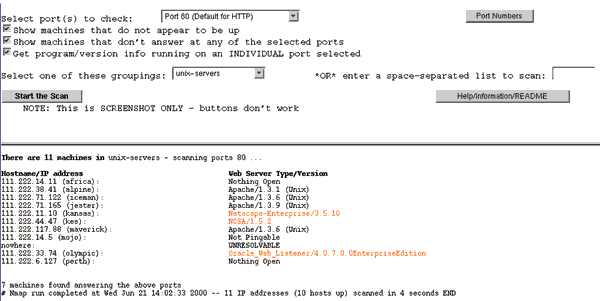 Select port(s) to check: Port 80 (Default for HTTP) Port Numbers
Show machines that do not appear to be up
Show machines that don't answer at any of the selected ports
Get program/version info running on an INDIVIDUAL port selected
Select one of these groupings: unix-servers *OR* enter a space-separated list to scan:
Start the Scan Help/Information/README
NOTE: This is SCREENSHOT ONLY - buttons don't work
There are 11 machines in unix-servers - scanning ports 80 ...
Hostname/IP address Web Server Type/Version
111.222.14.11 (africa): Nothing Open
111.222.38.41 (alpine): Apache/1.3.1 (Unix)
111.222.71.122 (iceman): Apache/1.3.6 (Unix)
111.222.71.165 (jester): Apache/1.3.9 (Unix)
111.222.11.10 (kansas): Netscape-Enterprise/3.5.10
111.222.44.47 (kes): NCSA/1.5.2
111.222.117.88 (maverick): Apache/1.3.6 (Unix)
111.222.14.5 (mojo): Not Pingable
nowhere: UNRESOLVABLE
111.222.33.74 (olympic): Oracle_Web_Listener/4.0.7.0.0EnterpriseEdition
111.222.6.127 (perth): Nothing Open
7 machines found answering the above ports
# Nmap run completed at Wed Jun 21 14:02:33 2000 -- 11 IP addresses (10 hosts up) scanned in 4 seconds END